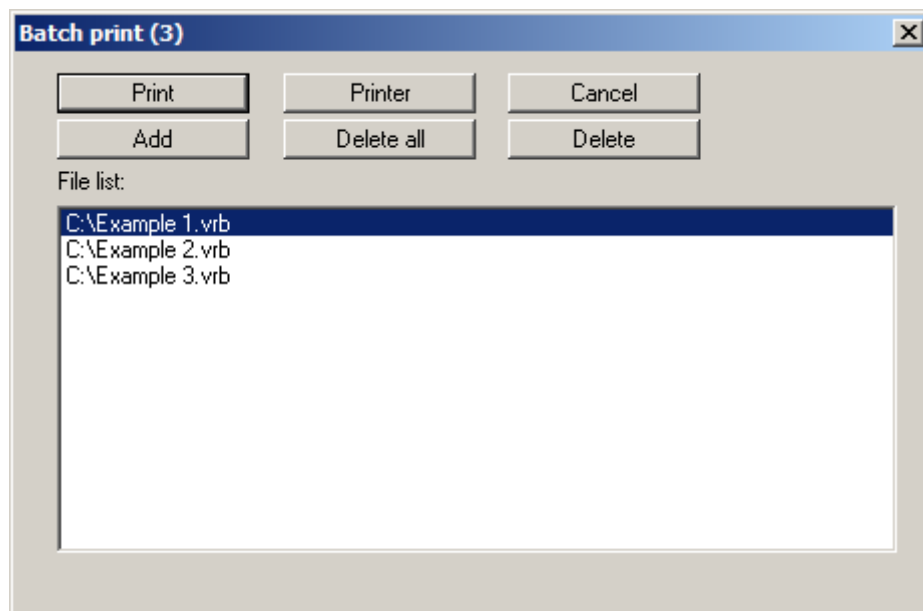 Batch print (3)
Print Printer Cancel
Add Delete all Delete
File list:
C:\Example 1.vrb
C:\Example 2.vrb
C:\Example 3.vrb